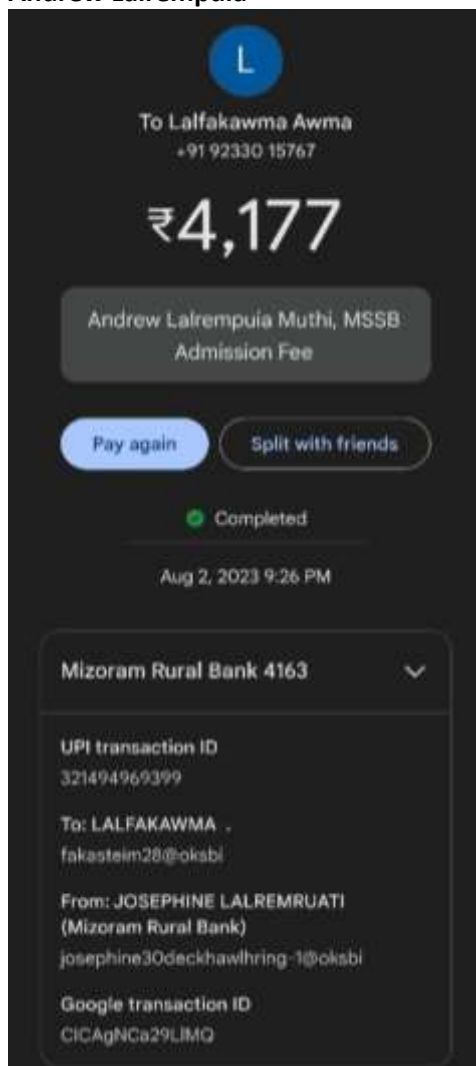 L
To Lalfakawma Awma
+91 92330 15767
₹4,177
Andrew Lalrempuia Muthi, MSSB
Admission Fee
Pay again
Split with friends
Completed
Aug 2, 2023 9:26 PM
Mizoram Rural Bank 4163
UPI transaction ID
321494969399
To: LALFAKAWMA .
fakasteim28@oksbi
From: JOSEPHINE LALREMRUATI
(Mizoram Rural Bank)
josephine30deckhawlhring-1@oksbi
Google transaction ID